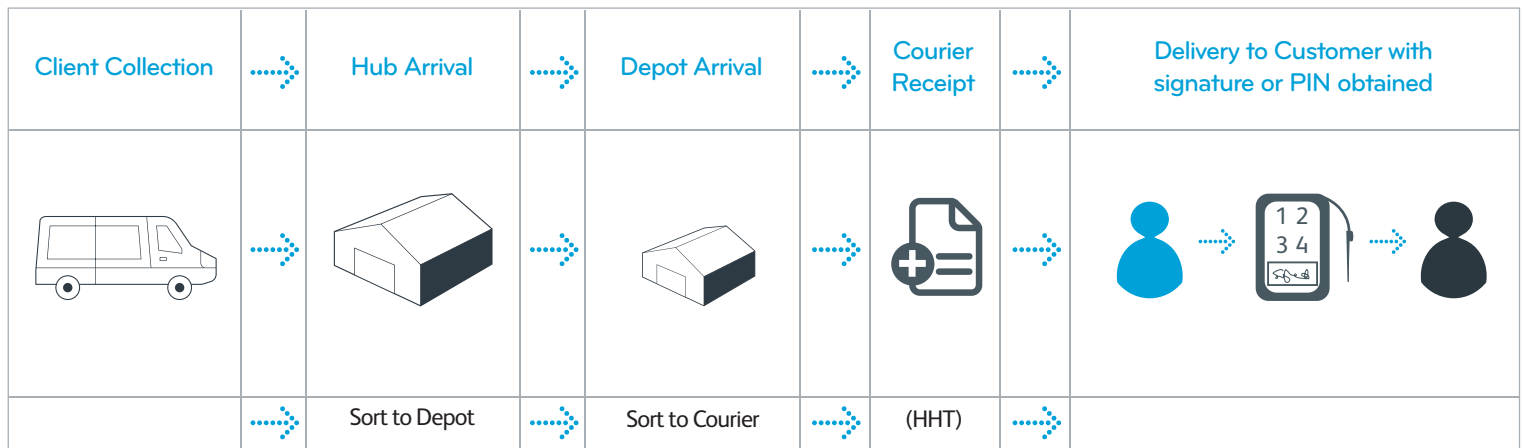 Client Collection
Hub Arrival
Depot Arrival
Courier
Receipt
Delivery to Customer with
signature or PIN obtained
1 2
3 4
Sort to Depot
Sort to Courier
(HHT)